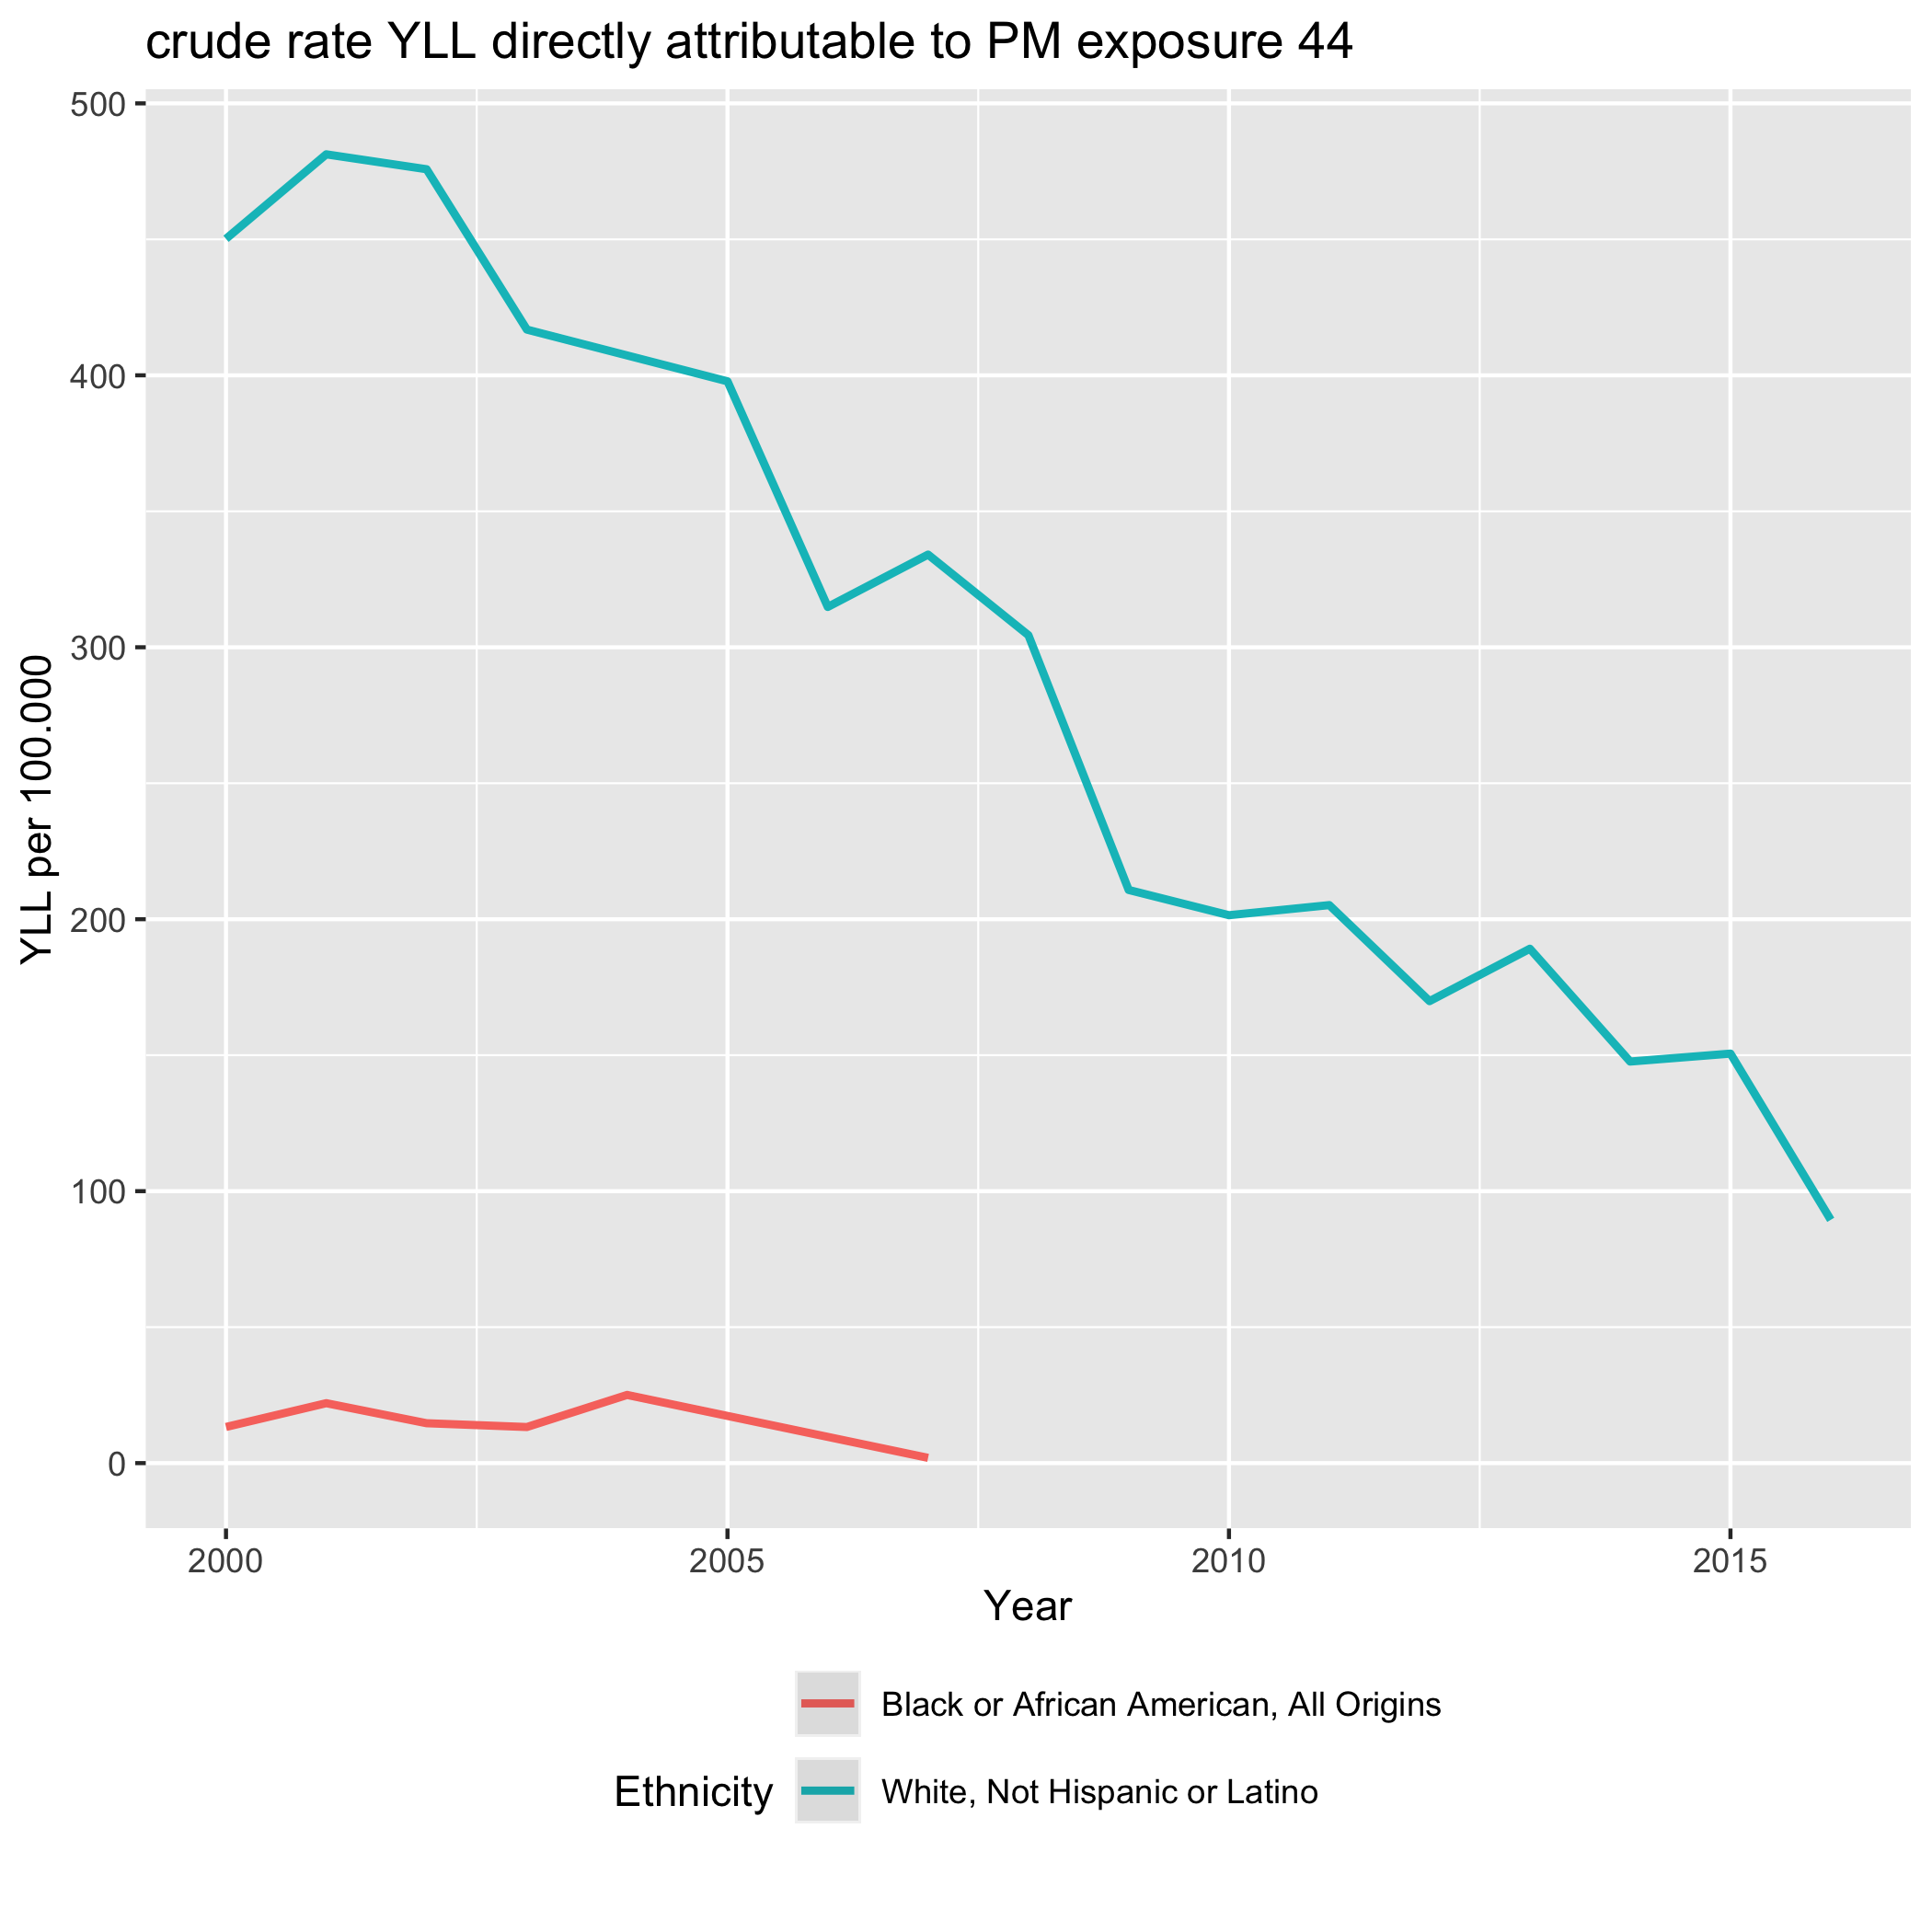 crude rate YLL directly attributable to PM exposure 44
YLL per 100.000
500
400
300
200
100
0
2000 2005 2010 2015
Year
Ethnicity
Black or African American, All Origins
White, Not Hispanic or Latino